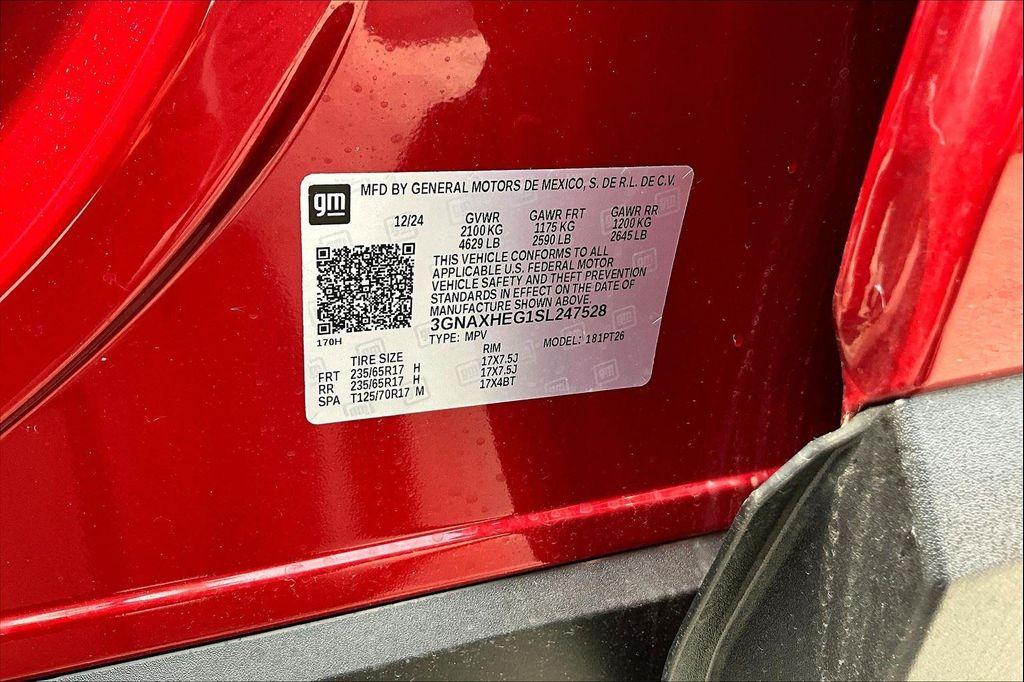 gm
MFD BY GENERAL MOTORS DE MEXICO, S. DE R.L. DE C.V.
12/24 GVWR GAWR FRT GAWR RR
2100 KG 1175 KG 1200 KG
4629 LB 2590 LB 2645 LB
THIS VEHICLE CONFORMS TO ALL
APPLICABLE U.S. FEDERAL MOTOR
VEHICLE SAFETY AND THEFT PREVENTION
STANDARDS IN EFFECT ON THE DATE OF
MANUFACTURE SHOWN ABOVE.
3GNAXHEG1SL247528
170H TYPE: MPV MODEL: 181PT26
TIRE SIZE RIM
FRT 235/65R17 H 17X7.5J
RR 235/65R17 H 17X7.5J
SPA T125/70R17 M 17X4BT